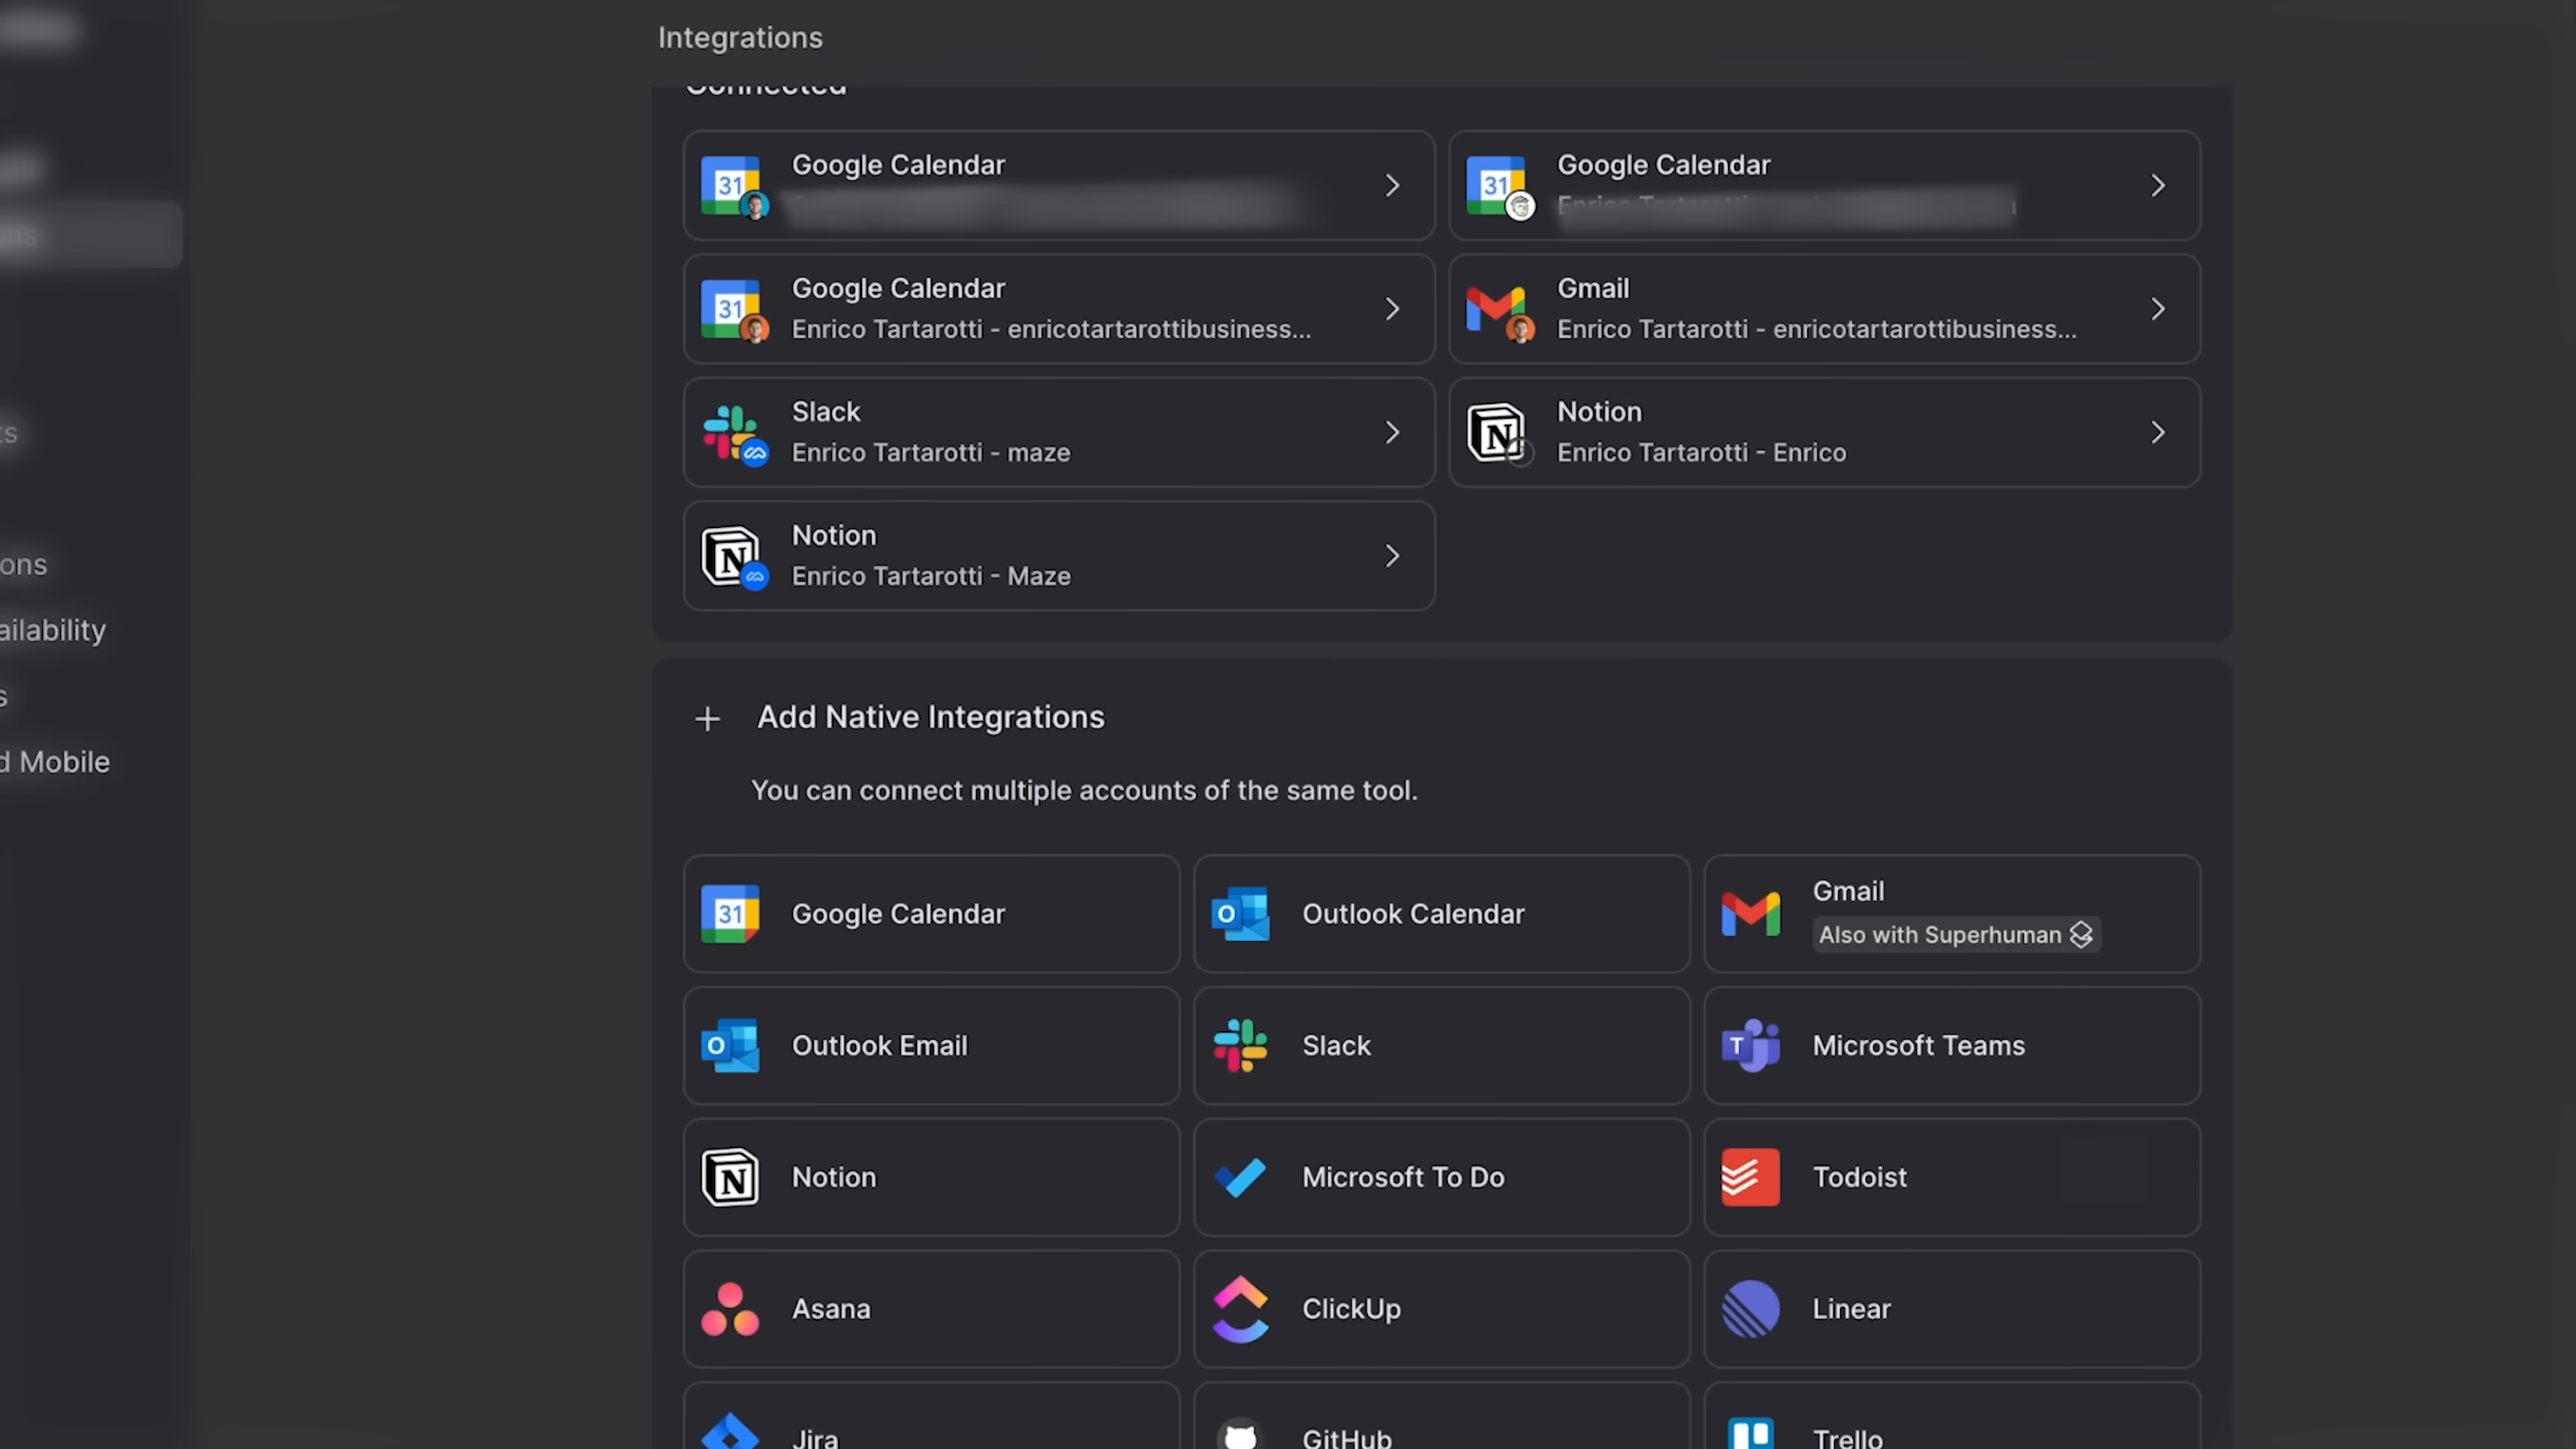 Integrations
Connected
Google Calendar
Google Calendar
Google Calendar
Enrico Tartarotti - enricotartarottibusiness...
Gmail
Enrico Tartarotti - enricotartarottibusiness...
Slack
Enrico Tartarotti - maze
Notion
Enrico Tartarotti - Enrico
Notion
Enrico Tartarotti - Maze
ailability
d Mobile
Add Native Integrations
You can connect multiple accounts of the same tool.
Google Calendar
Outlook Calendar
Gmail
Also with Superhuman
Outlook Email
Slack
Microsoft Teams
Notion
Microsoft To Do
Todoist
Asana
ClickUp
Linear
Jira
GitHub
Trello